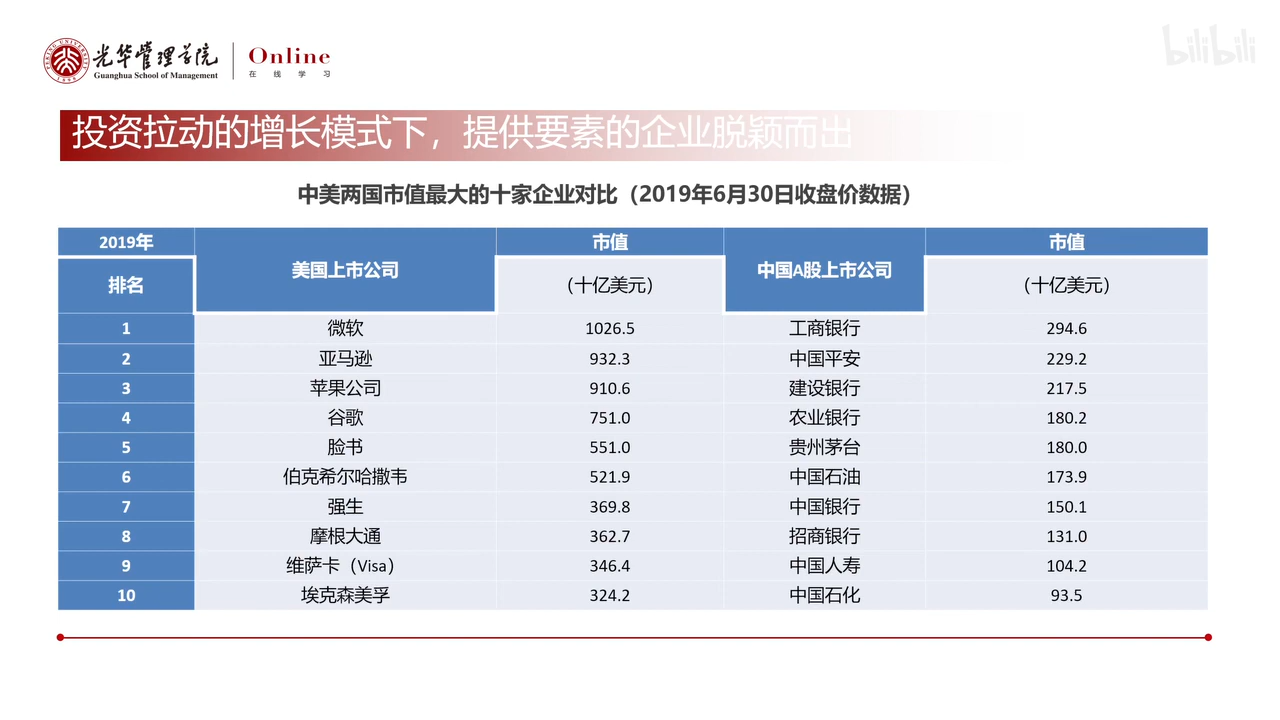 光华管理学院
Guanghua School of Management
Online
在线学习
PEKING UNIVERSITY
1898
bilibili
投资拉动的增长模式下，提供要素的企业脱颖而出
中美两国市值最大的十家企业对比（2019年6月30日收盘价数据）
2019年 美国上市公司 市值 中国A股上市公司 市值
排名 （十亿美元） （十亿美元）
1 微软 1026.5 工商银行 294.6
2 亚马逊 932.3 中国平安 229.2
3 苹果公司 910.6 建设银行 217.5
4 谷歌 751.0 农业银行 180.2
5 脸书 551.0 贵州茅台 180.0
6 伯克希尔哈撒韦 521.9 中国石油 173.9
7 强生 369.8 中国银行 150.1
8 摩根大通 362.7 招商银行 131.0
9 维萨卡（Visa） 346.4 中国人寿 104.2
10 埃克森美孚 324.2 中国石化 93.5